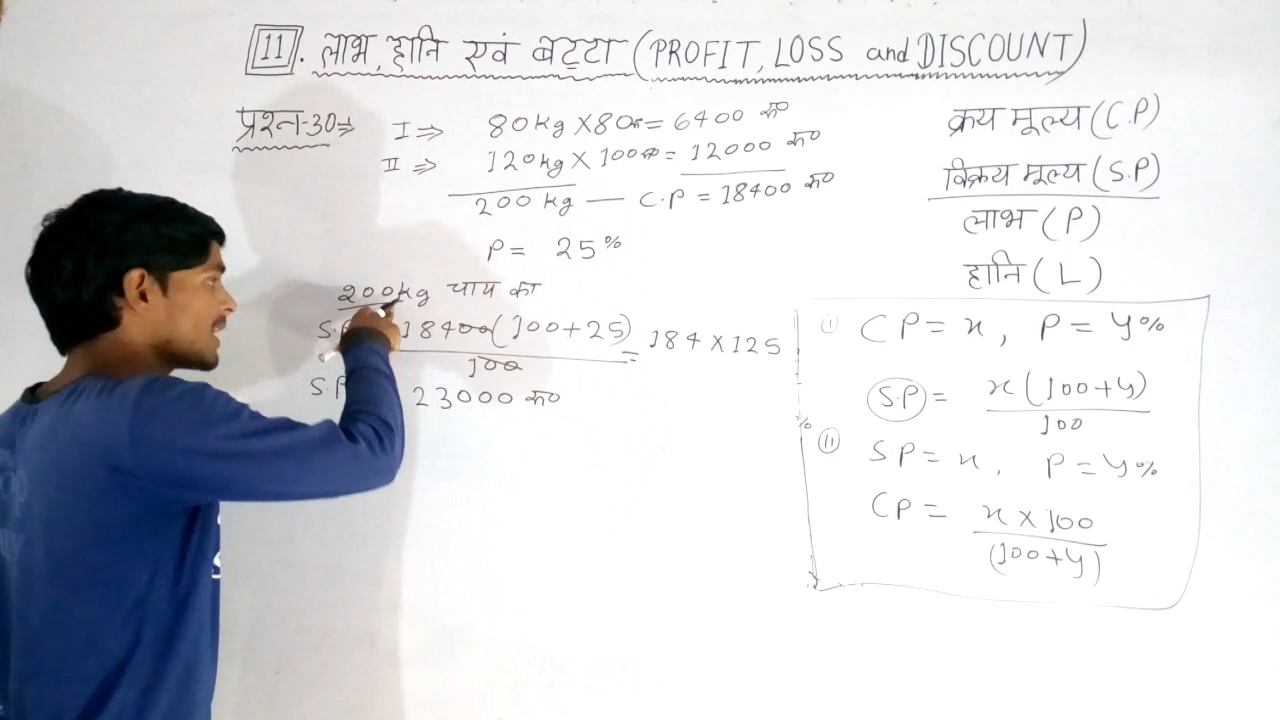 11. लाभ, हानि एवं बट्टा (PROFIT, LOSS and DISCOUNT)
प्रश्न-30⇒
I ⇒ 80kg×80रु= 6400 रु०
II ⇒ 120kg × 100रु०= 12000 रु०
200 kg — C.P = 18400 रु०
P = 25%
200kg चाय का
18400(100+25)
100
= 184×125
S.P
23000 रु०
क्रय मूल्य (C.P)
विक्रय मूल्य (S.P)
लाभ (P)
हानि (L)
(i) CP = x, P = y%
S.P = x(100+y)
100
(ii) S.P = x, P = y%
CP = x×100
(100+y)